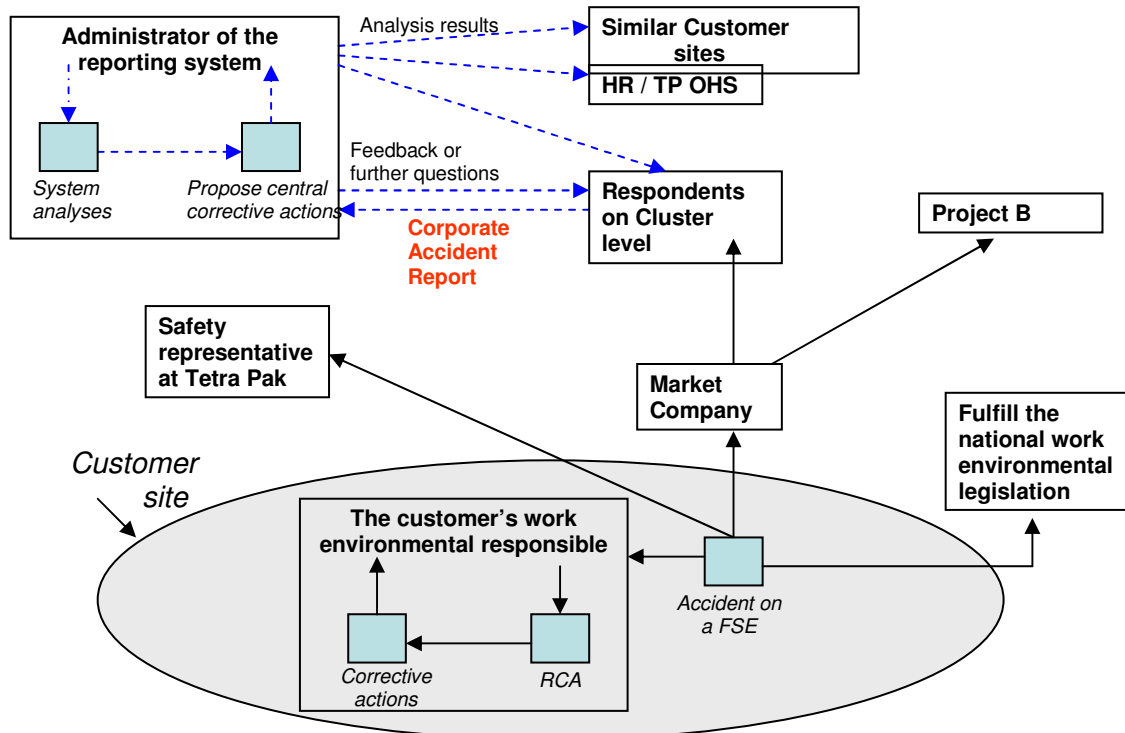 Administrator of the
reporting system
System
analyses
Propose central
corrective actions
Analysis results
Similar Customer
sites
HR / TP OHS
Feedback or
further questions
Corporate
Accident
Report
Respondents
on Cluster
level
Project B
Safety
representative
at Tetra Pak
Market
Company
Fulfill the
national work
environmental
legislation
Customer
site
The customer’s work
environmental responsible
Corrective
actions
RCA
Accident on
a FSE